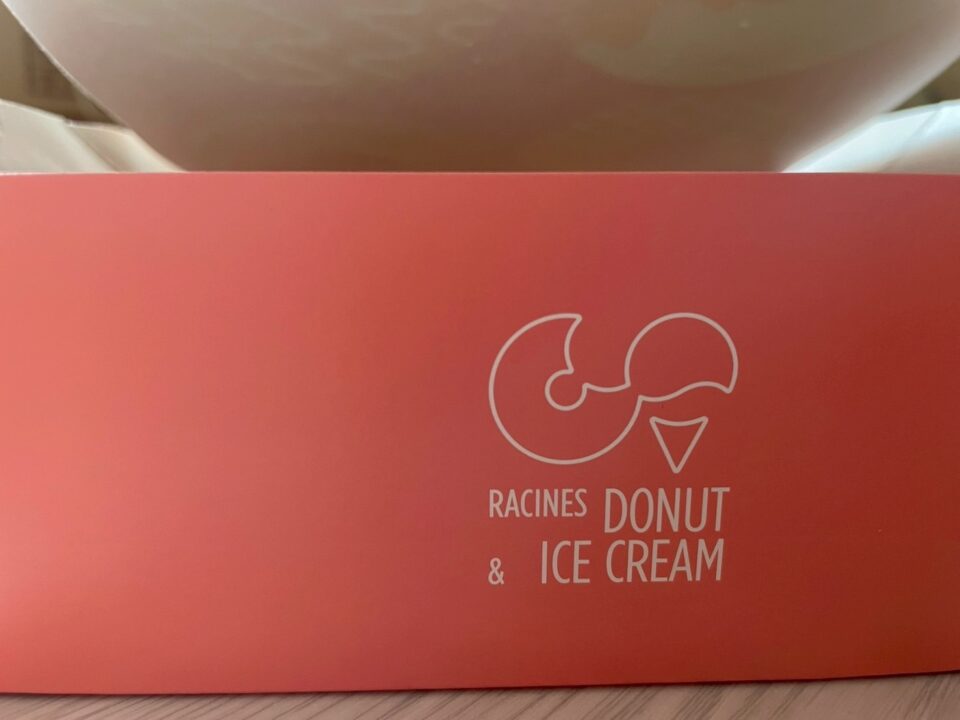 RACINES DONUT
& ICE CREAM